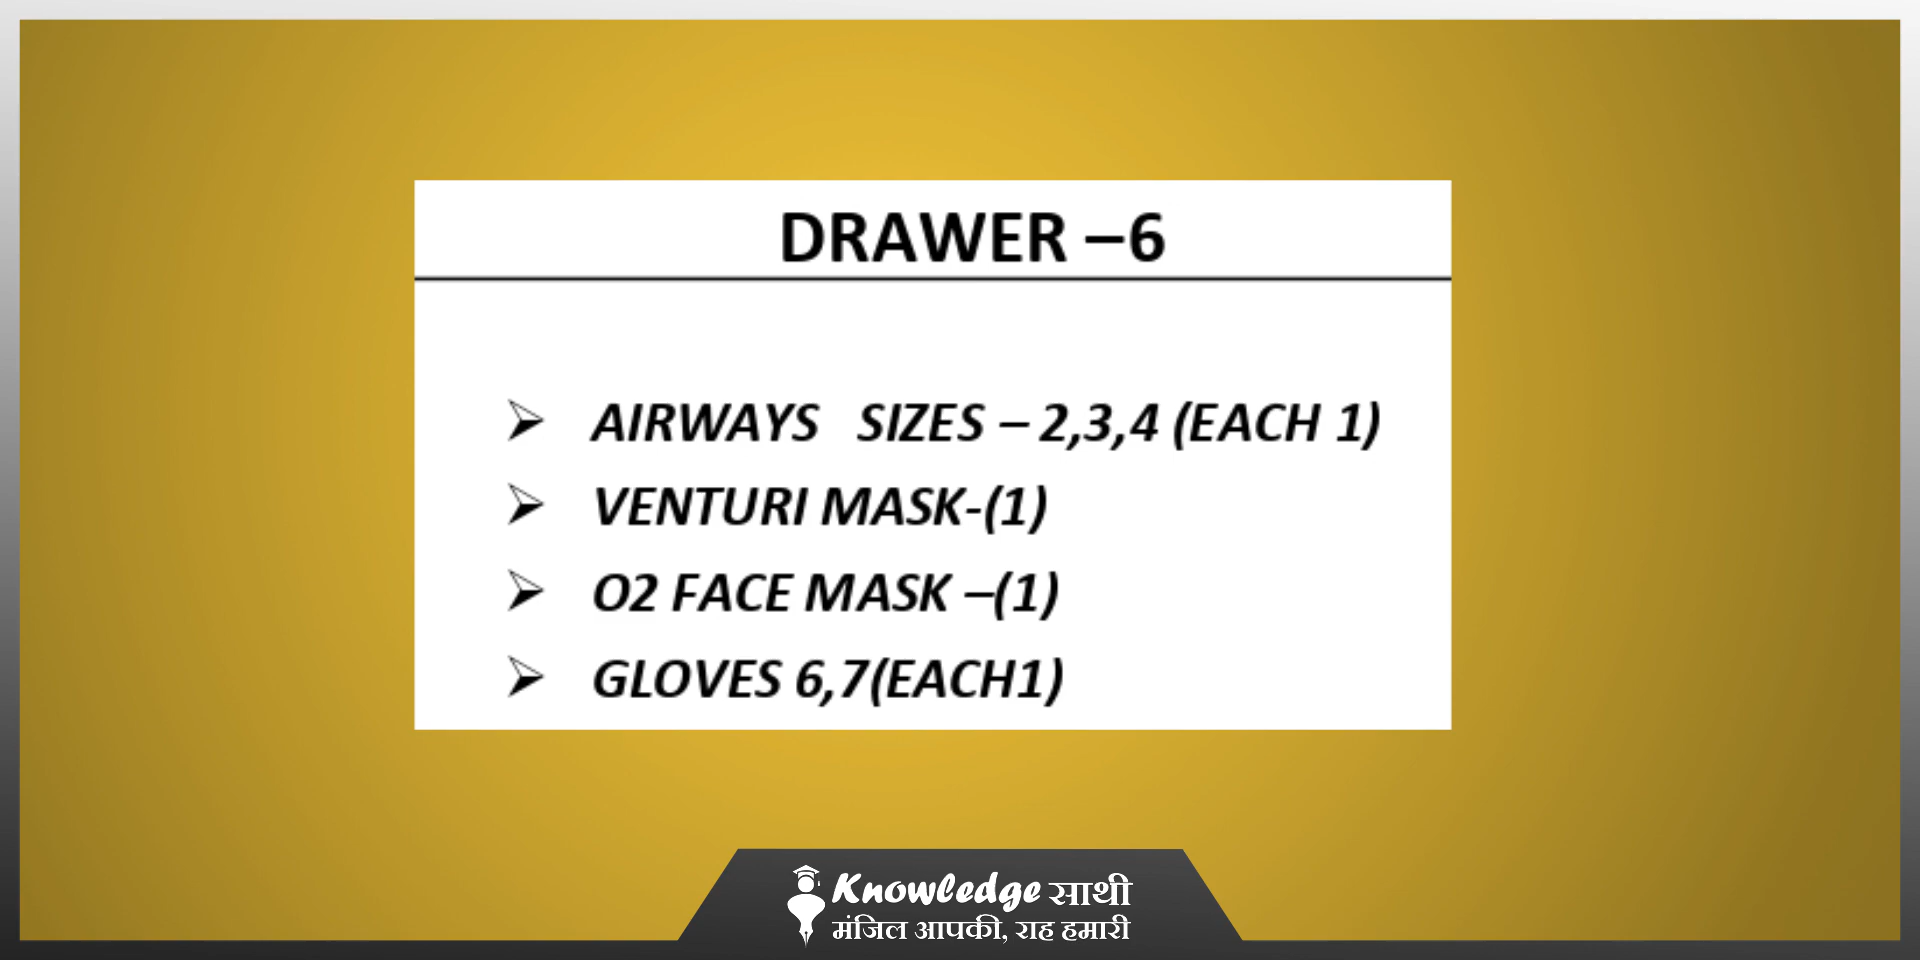 DRAWER –6
AIRWAYS SIZES – 2,3,4 (EACH 1)
VENTURI MASK-(1)
O2 FACE MASK –(1)
GLOVES 6,7(EACH1)
Knowledge साथी
मंजिल आपकी, राह हमारी